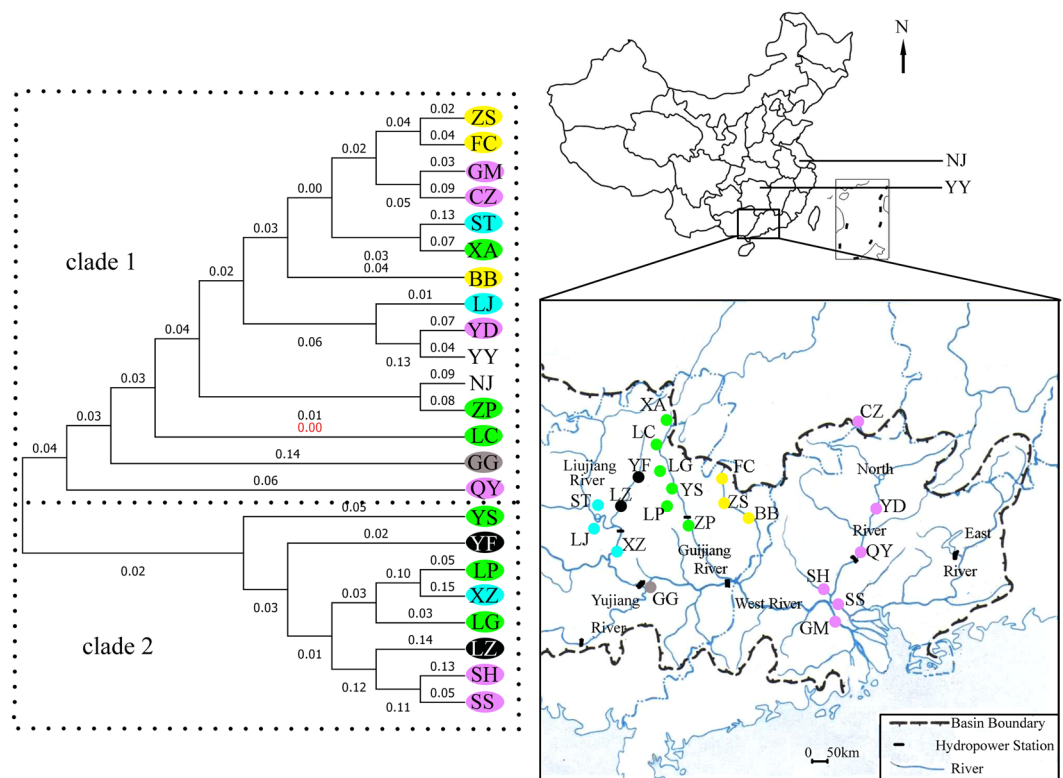 0.02
ZS
0.04
0.04
FC
0.02
0.03
GM
0.09
CZ
0.05
0.00
0.13
ST
0.07
XA
0.03
0.03
0.04
BB
clade 1
0.02
0.01
LJ
0.07
YD
0.06
0.04
YY
0.13
0.04
0.09
NJ
0.08
ZP
0.03
0.01
0.00
LC
0.03
0.14
GG
0.04
0.06
QY
0.05
YS
0.02
YF
0.02
0.05
LP
0.10
0.15
XZ
0.03
0.03
0.03
LG
clade 2
0.01
0.14
LZ
0.13
SH
0.12
0.05
SS
0.11
N
NJ
YY
XA
CZ
LC
YF
LG
FC
North
Liujiang
River
YS
ST
LZ
LP
ZS
BB
YD
ZP
River
East
LJ
XZ
Guijiang
River
QY
River
SH
Yujiang
River
GG
West River
SS
GM
0 50km
Basin Boundary
Hydropower Station
River